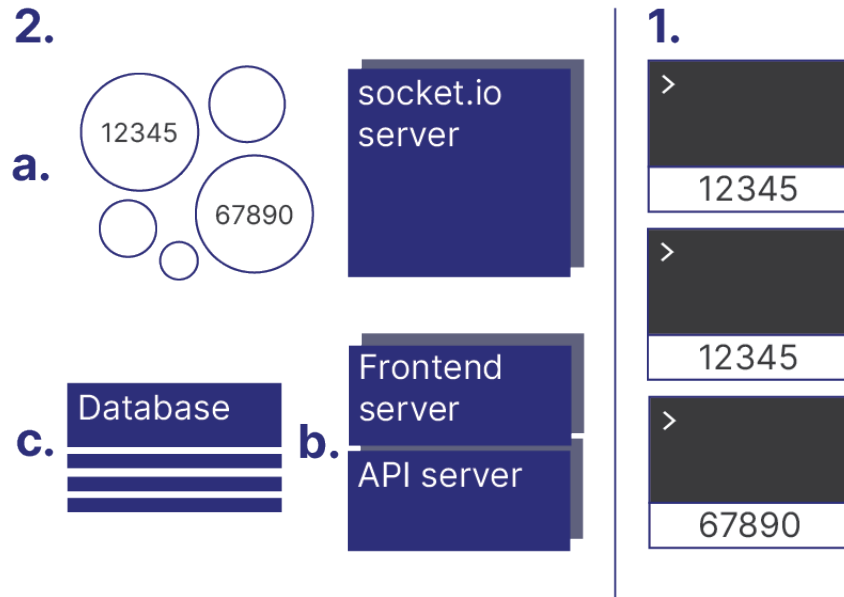 2.
1.
a.
12345
67890
socket.io
server
>
12345
>
12345
>
67890
c.
Database
b.
Frontend
server
API server